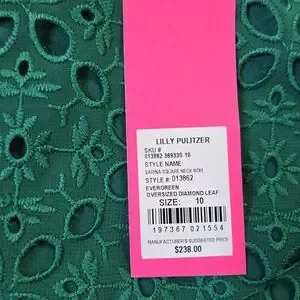 LILLY PULITZER
SKU #
013862 36933S 10
STYLE NAME:
SARNA SQUARE NECK ROM
STYLE #: 013862
EVERGREEN
OVERSIZED DIAMOND LEAF
SIZE: 10
197367 021554
MANUFACTURER'S SUGGESTED PRICE
$238.00